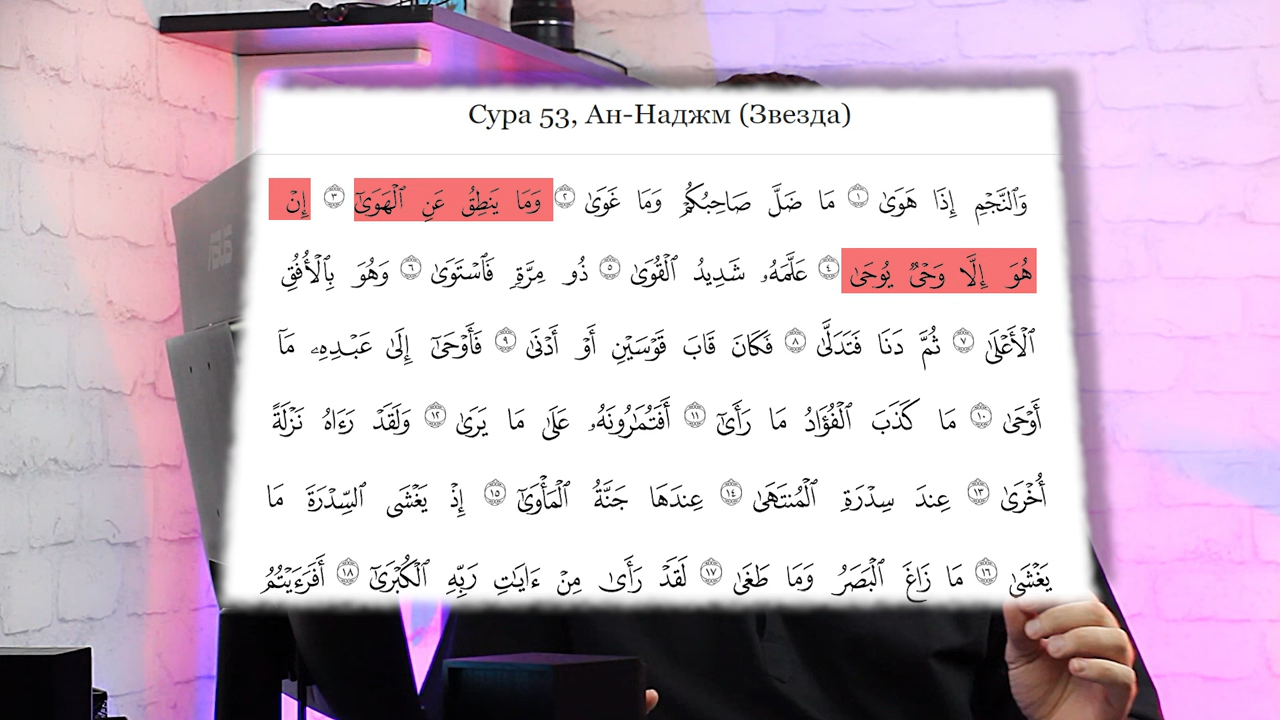 Сура 53, Ан-Наджм (Звезда)
وَٱلنَّجْمِ إِذَا هَوَىٰ ١ مَا ضَلَّ صَاحِبُكُمْ وَمَا غَوَىٰ ٢ وَمَا يَنطِقُ عَنِ ٱلْهَوَىٰٓ ٣ إِنْ
هُوَ إِلَّا وَحْىٌ يُوحَىٰ ٤ عَلَّمَهُۥ شَدِيدُ ٱلْقُوَىٰ ٥ ذُو مِرَّةٍ فَٱسْتَوَىٰ ٦ وَهُوَ بِٱلْأُفُقِ
ٱلْأَعْلَىٰ ٧ ثُمَّ دَنَا فَتَدَلَّىٰ ٨ فَكَانَ قَابَ قَوْسَيْنِ أَوْ أَدْنَىٰ ٩ فَأَوْحَىٰٓ إِلَىٰ عَبْدِهِۦ مَآ
أَوْحَىٰ ١٠ مَا كَذَبَ ٱلْفُؤَادُ مَا رَأَىٰٓ ١١ أَفَتُمَٰرُونَهُۥ عَلَىٰ مَا يَرَىٰ ١٢ وَلَقَدْ رَءَاهُ نَزْلَةً
أُخْرَىٰ ١٣ عِندَ سِدْرَةِ ٱلْمُنتَهَىٰ ١٤ عِندَهَا جَنَّةُ ٱلْمَأْوَىٰٓ ١٥ إِذْ يَغْشَى ٱلسِّدْرَةَ مَا
يَغْشَىٰ ١٦ مَا زَاغَ ٱلْبَصَرُ وَمَا طَغَىٰ ١٧ لَقَدْ رَأَىٰ مِنْ ءَايَٰتِ رَبِّهِ ٱلْكُبْرَىٰٓ ١٨ أَفَرَءَيْتُمُ
ASUS